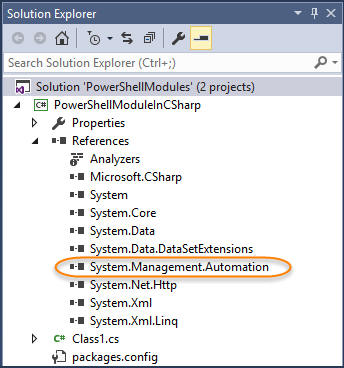 Solution Explorer
Search Solution Explorer (Ctrl+;)
Solution 'PowerShellModules' (2 projects)
C# PowerShellModuleInCSharp
Properties
References
Analyzers
Microsoft.CSharp
System
System.Core
System.Data
System.Data.DataSetExtensions
System.Management.Automation
System.Net.Http
System.Xml
System.Xml.Linq
C# Class1.cs
packages.config